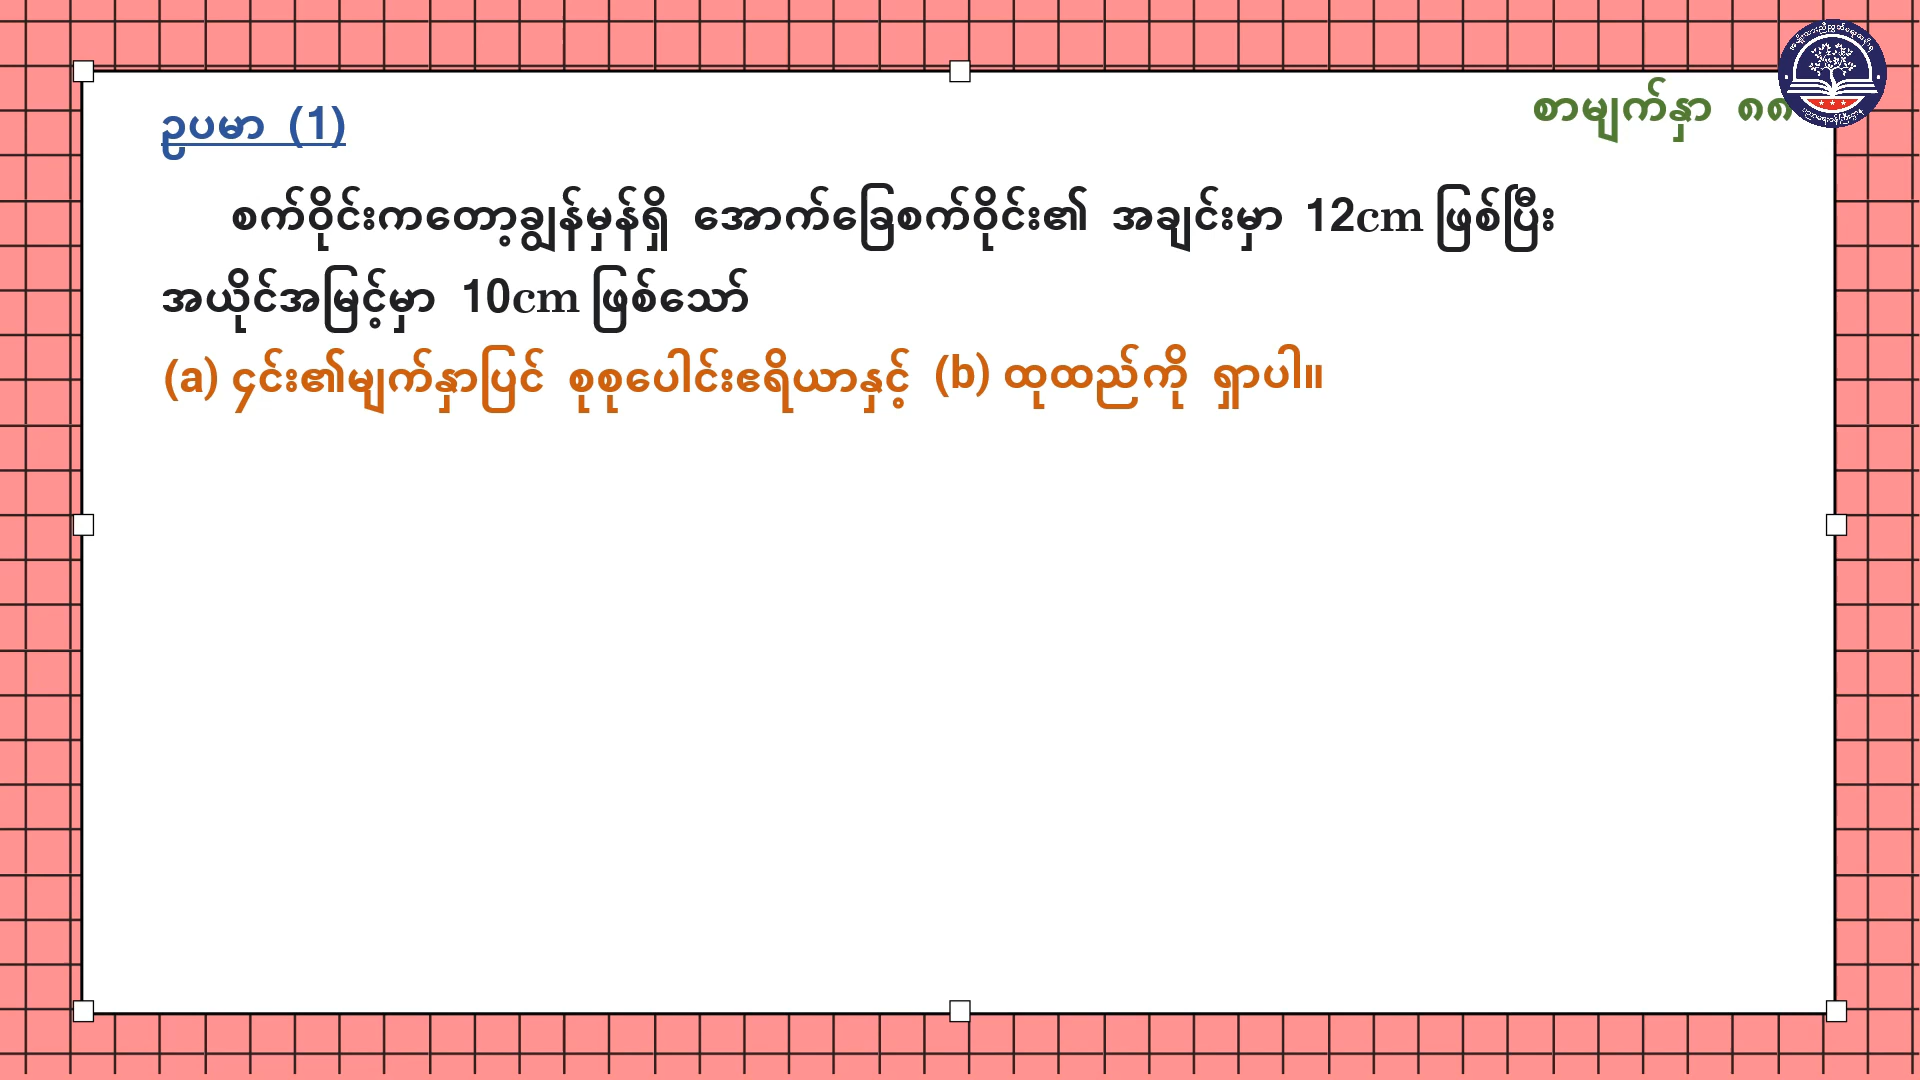 ဥပမာ (1)
စာမျက်နှာ ၈၈
စက်ဝိုင်းကတော့ချွန်မှန်ရှိ အောက်ခြေစက်ဝိုင်း၏ အချင်းမှာ 12cm ဖြစ်ပြီး
အယိုင်အမြင့်မှာ 10cm ဖြစ်သော်
(a) ၄င်း၏မျက်နှာပြင် စုစုပေါင်းဧရိယာနှင့် (b) ထုထည်ကို ရှာပါ။